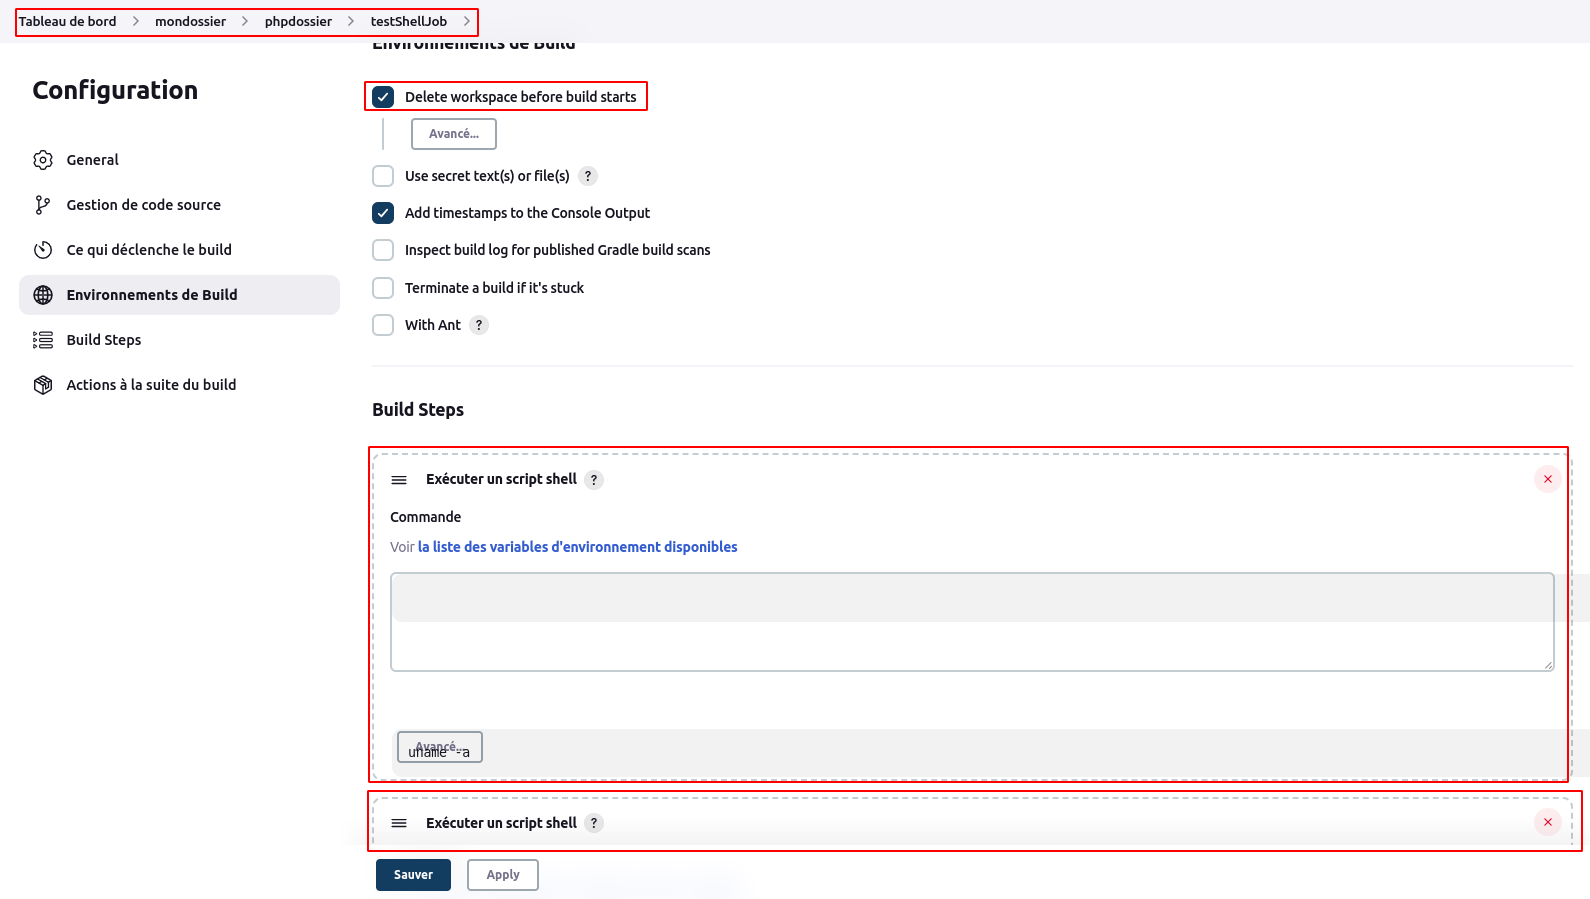 Tableau de bord > mondossier > phpdossier > testShellJob >
Configuration
General
Gestion de code source
Ce qui déclenche le build
Environnements de Build
Build Steps
Actions à la suite du build
Environnements de Build
Delete workspace before build starts
Avancé...
Use secret text(s) or file(s) ?
Add timestamps to the Console Output
Inspect build log for published Gradle build scans
Terminate a build if it's stuck
With Ant ?
Build Steps
Exécuter un script shell ?
Commande
Voir la liste des variables d'environnement disponibles
Avancé...
uname -a
Exécuter un script shell ?
Sauver
Apply